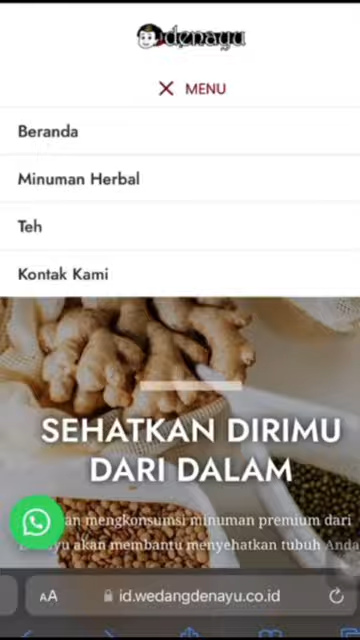 denayu
MENU
Beranda
Minuman Herbal
Teh
Kontak Kami
SEHATKAN DIRIMU
DARI DALAM
mengkonsumsi minuman premium dari
akan membantu menyehatkan tubuh Anda
AA
id.wedangdenayu.co.id